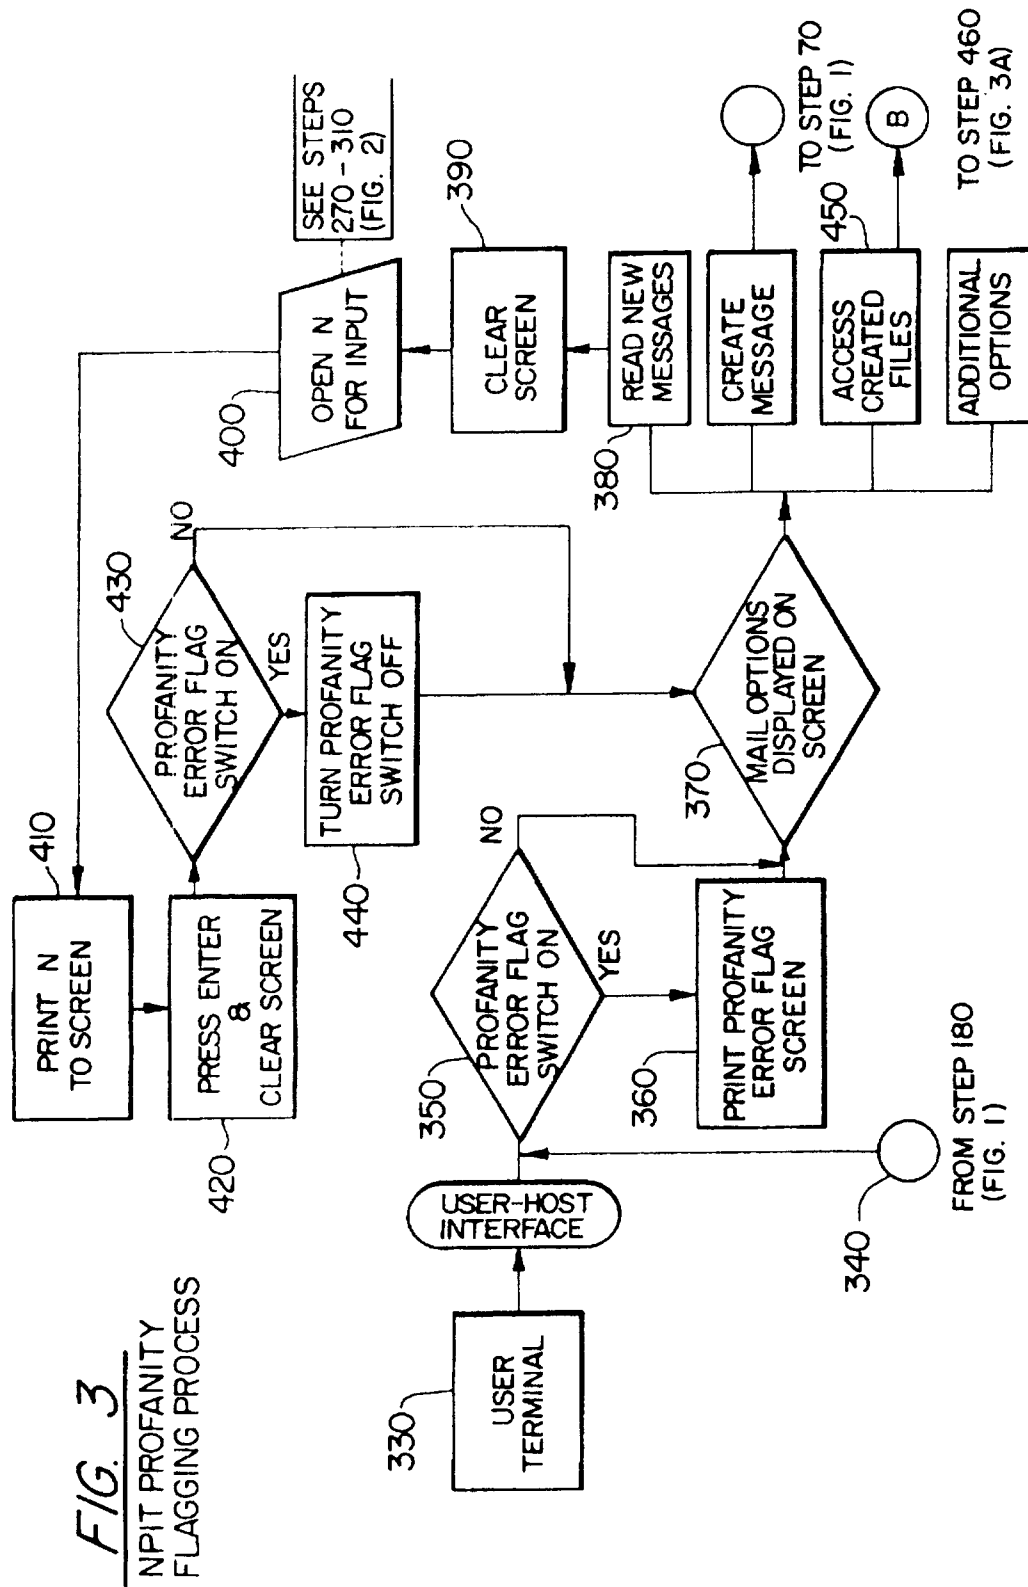 FIG. 3
NPIT PROFANITY
FLAGGING PROCESS
330
USER
TERMINAL
USER-HOST
INTERFACE
340
FROM STEP 180
(FIG. 1)
350
PROFANITY
ERROR FLAG
SWITCH ON
NO
YES
360
PRINT PROFANITY
ERROR FLAG
SCREEN
370
MAIL OPTIONS
DISPLAYED ON
SCREEN
380
READ NEW
MESSAGES
CREATE
MESSAGE
TO STEP 70
(FIG. 1)
450
ACCESS
CREATED
FILES
B
TO STEP 460
(FIG. 3A)
ADDITIONAL
OPTIONS
390
CLEAR
SCREEN
400
OPEN N
FOR INPUT
SEE STEPS
270-310
(FIG. 2)
410
PRINT N
TO SCREEN
420
PRESS ENTER
&
CLEAR SCREEN
430
PROFANITY
ERROR FLAG
SWITCH ON
NO
YES
440
TURN PROFANITY
ERROR FLAG
SWITCH OFF